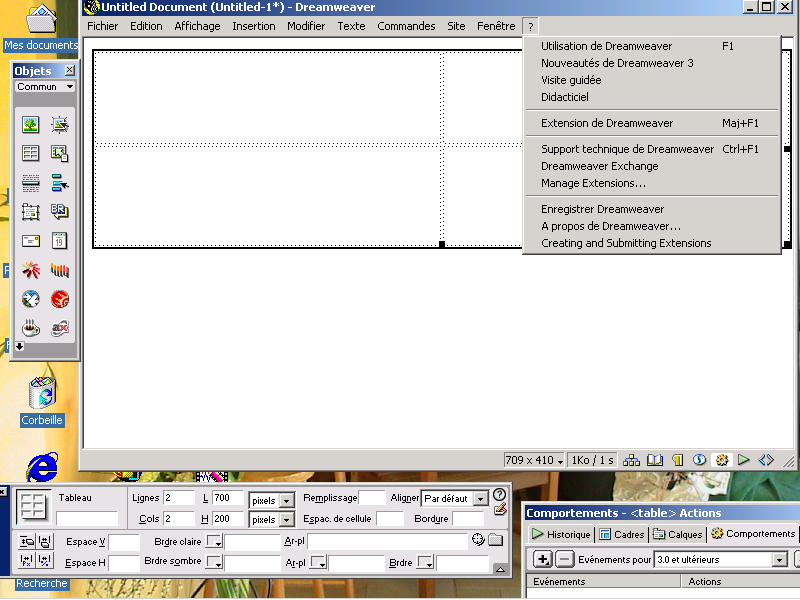 Untitled Document (Untitled-1*) - Dreamweaver
Fichier Edition Affichage Insertion Modifier Texte Commandes Site Fenêtre ?
Mes documents
Objets
Commun
Utilisation de Dreamweaver F1
Nouveautés de Dreamweaver 3
Visite guidée
Didacticiel
Extension de Dreamweaver Maj+F1
Support technique de Dreamweaver Ctrl+F1
Dreamweaver Exchange
Manage Extensions...
Enregistrer Dreamweaver
A propos de Dreamweaver...
Creating and Submitting Extensions
BR
19
Corbeille
709 x 410 1Ko / 1 s
Tableau Lignes 2 L 700 pixels Remplissage Aligner Par défaut
Cols 2 H 200 pixels Espac. de cellule Bordure
Espace V Brdre claire Ar-pl
Espace H Brdre sombre Ar-pl Brdre
Recherche
Comportements - <table> Actions
Historique Cadres Calques Comportements
Evénements pour 3.0 et ultérieurs
Evénements Actions